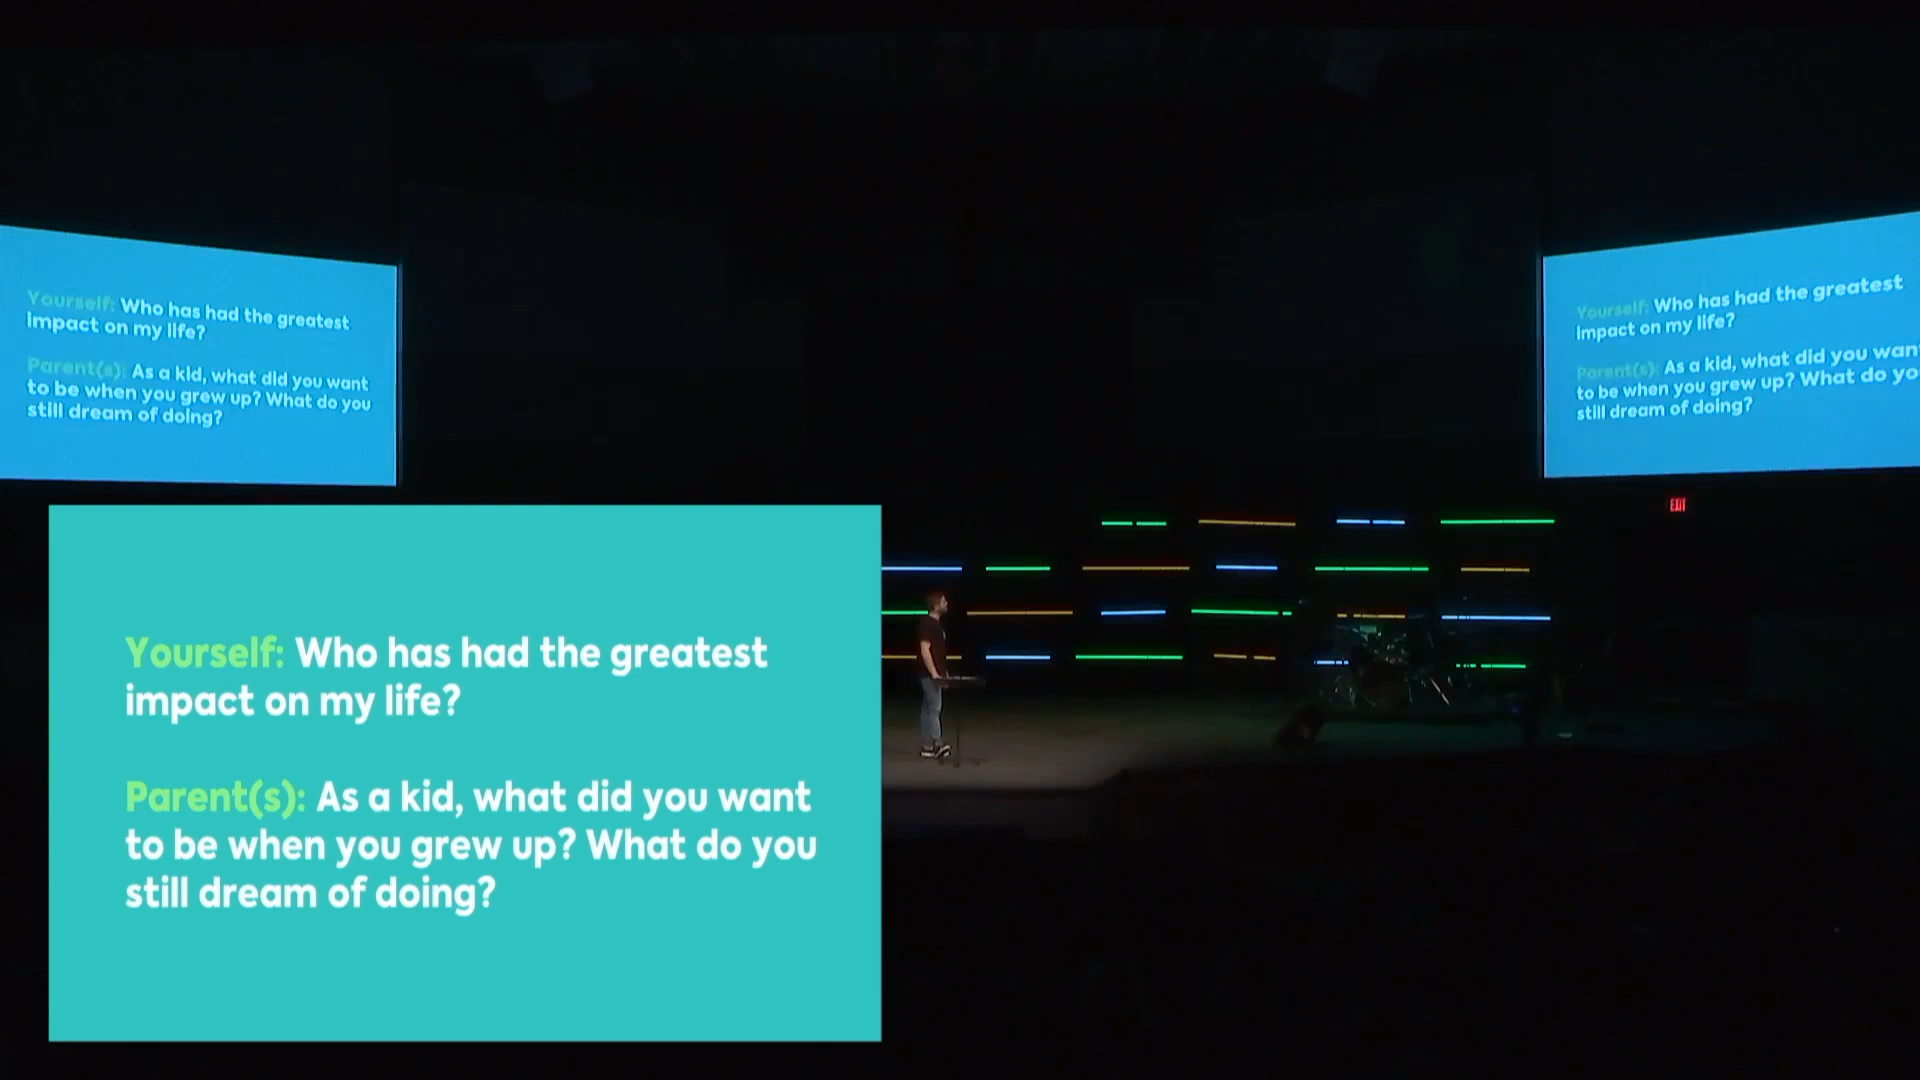 Yourself: Who has had the greatest
impact on my life?
Parent(s): As a kid, what did you want
to be when you grew up? What do you
still dream of doing?
Yourself: Who has had the greatest
impact on my life?
Parent(s): As a kid, what did you want
to be when you grew up? What do yo
still dream of doing?
EXIT
Yourself: Who has had the greatest
impact on my life?
Parent(s): As a kid, what did you want
to be when you grew up? What do you
still dream of doing?